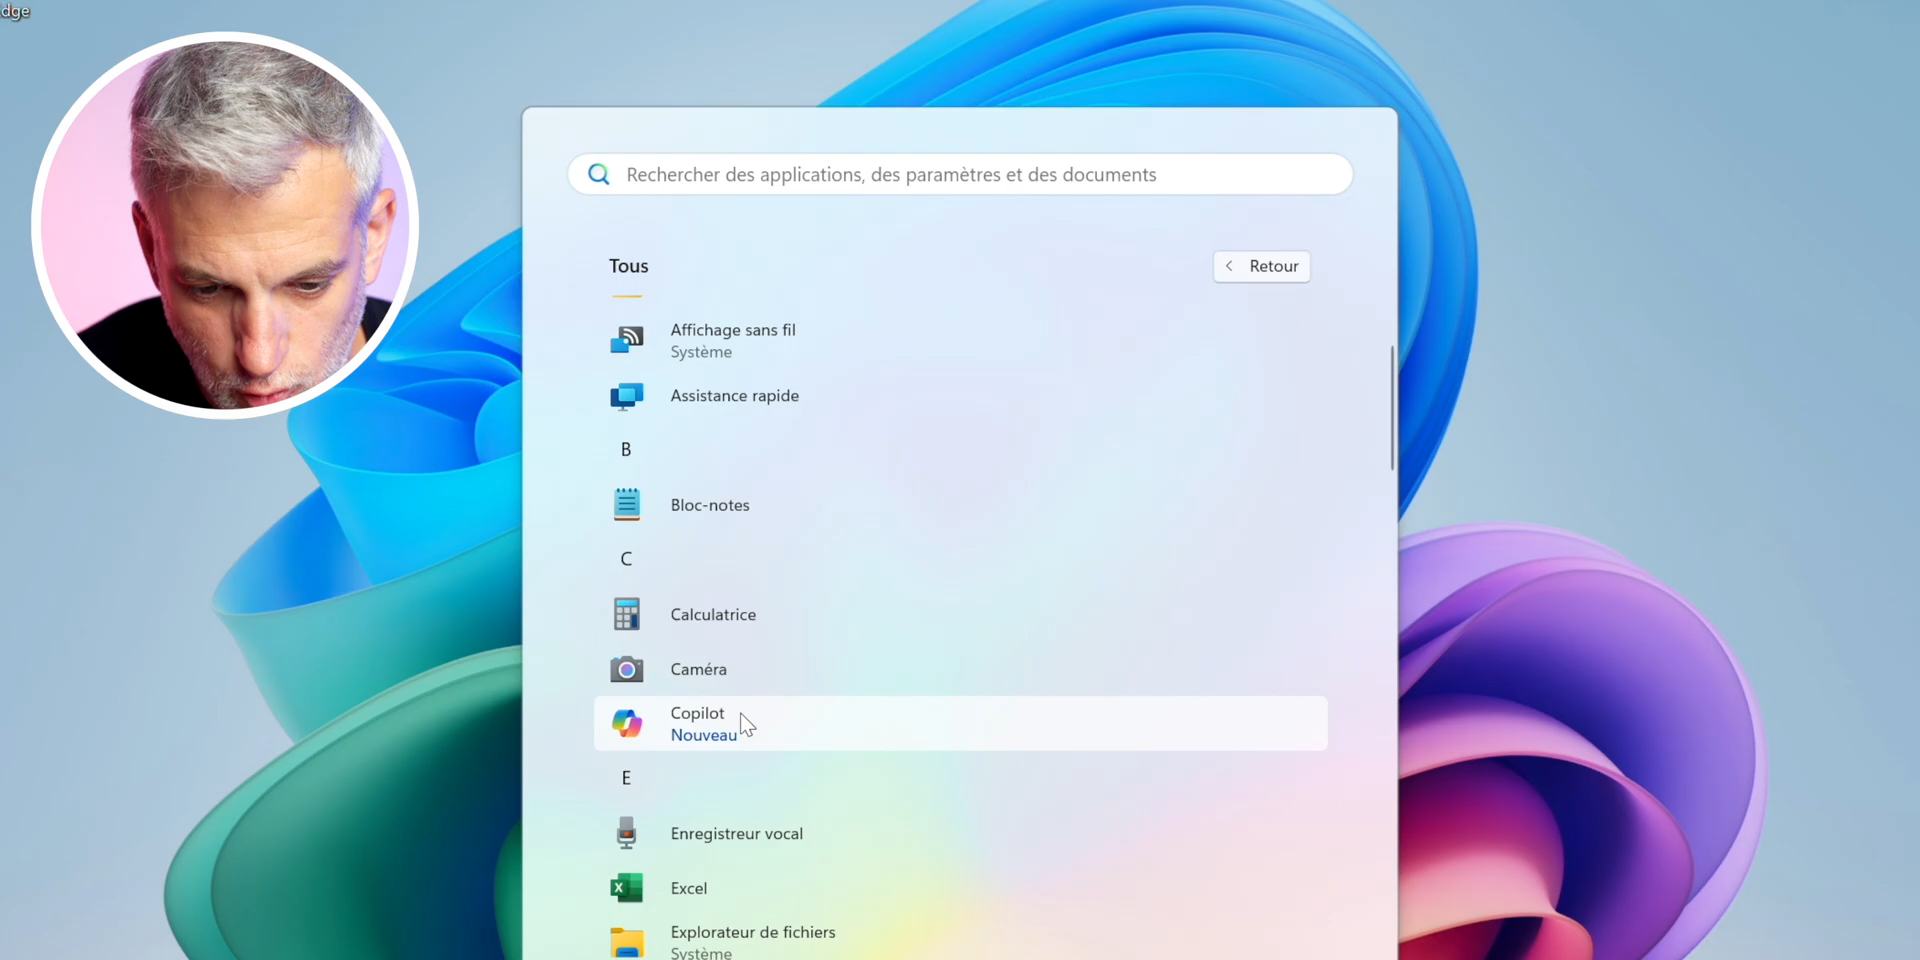 dge
Rechercher des applications, des paramètres et des documents
Tous
Retour
Affichage sans fil
Système
Assistance rapide
B
Bloc-notes
C
Calculatrice
Caméra
Copilot
Nouveau
E
Enregistreur vocal
X
Excel
Explorateur de fichiers
Système